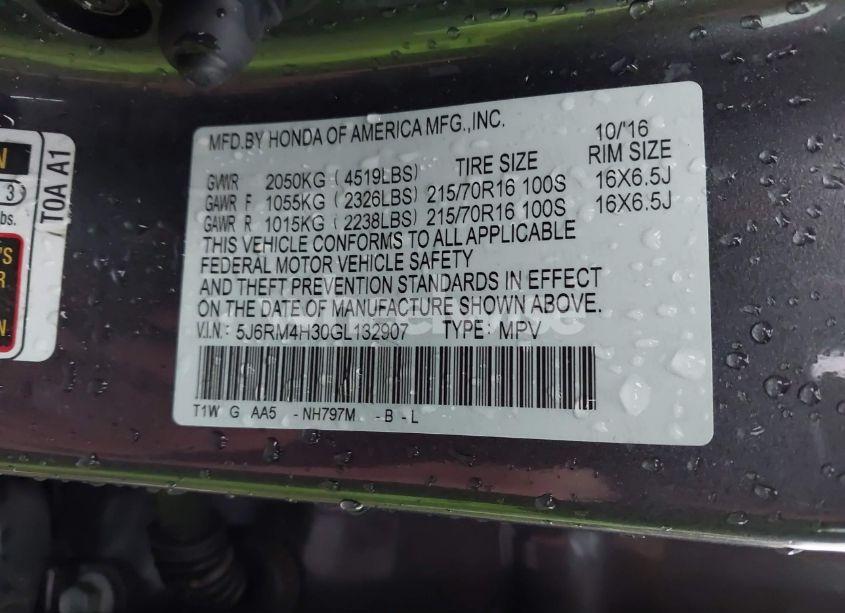 MFD.BY HONDA OF AMERICA MFG.,INC. 10/'16
TIRE SIZE RIM SIZE
GVWR 2050KG (4519LBS)
GAWR F 1055KG (2326LBS) 215/70R16 100S 16X6.5J
GAWR R 1015KG (2238LBS) 215/70R16 100S 16X6.5J
THIS VEHICLE CONFORMS TO ALL APPLICABLE
FEDERAL MOTOR VEHICLE SAFETY
AND THEFT PREVENTION STANDARDS IN EFFECT
ON THE DATE OF MANUFACTURE SHOWN ABOVE.
V.I.N.: 5J6RM4H30GL132907 TYPE: MPV
T1W G AA5 -NH797M -B-L
T0A A1
N
3
lbs.
'S
R
N